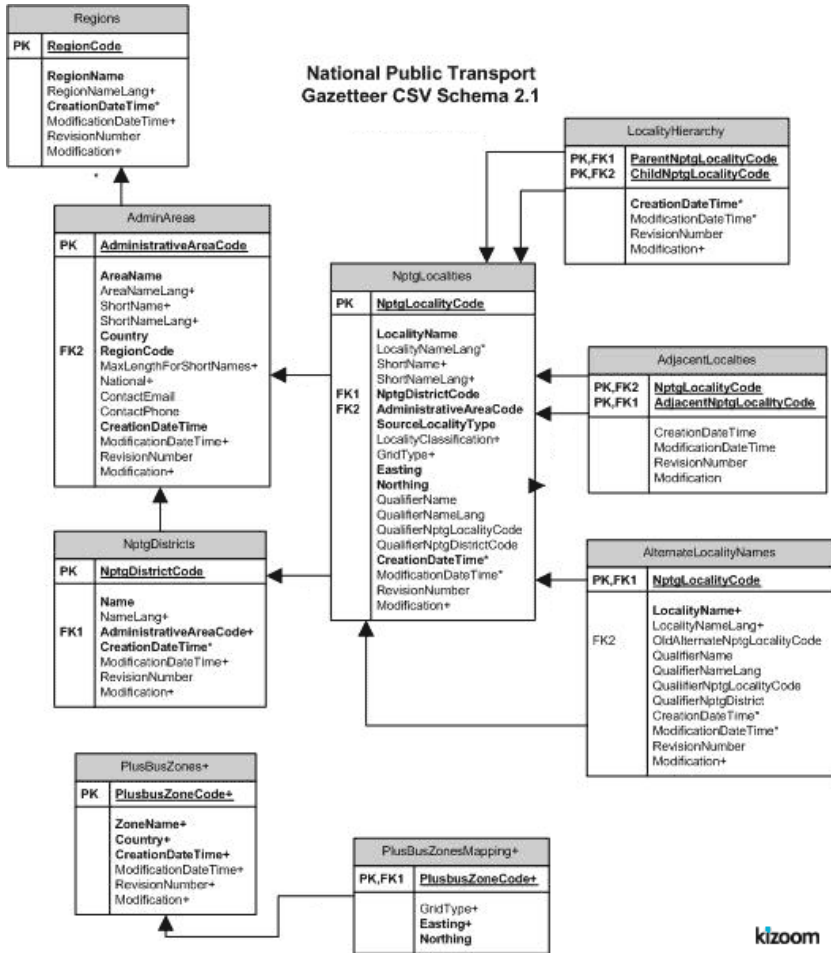 Regions
PK RegionCode
RegionName
RegionNameLang+
CreationDateTime*
ModificationDateTime+
RevisionNumber
Modification+
*
National Public Transport
Gazetteer CSV Schema 2.1
LocalityHierarchy
PK,FK1 ParentNptgLocalityCode
PK,FK2 ChildNptgLocalityCode
CreationDateTime*
ModificationDateTime*
RevisionNumber
Modification+
AdminAreas
PK AdministrativeAreaCode
AreaName
AreaNameLang+
ShortName+
ShortNameLang+
Country
FK2 RegionCode
MaxLengthForShortNames+
National+
ContactEmail
ContactPhone
CreationDateTime
ModificationDateTime+
RevisionNumber
Modification+
NptgLocalities
PK NptgLocalityCode
LocalityName
LocalityNameLang*
ShortName+
ShortNameLang+
FK1 NptgDistrictCode
FK2 AdministrativeAreaCode
SourceLocalityType
LocalityClassification+
GridType+
Easting
Northing
QualifierName
QualifierNameLang
QualifierNptgLocalityCode
QualifierNptgDistrictCode
CreationDateTime*
ModificationDateTime*
RevisionNumber
Modification+
AdjacentLocalties
PK,FK2 NptgLocalityCode
PK,FK1 AdjacentNptgLocalityCode
CreationDateTime
ModificationDateTime
RevisionNumber
Modification
NptgDistricts
PK NptgDistrictCode
Name
NameLang+
FK1 AdministrativeAreaCode+
CreationDateTime*
ModificationDateTime+
RevisionNumber
Modification+
AlternateLocalityNames
PK,FK1 NptgLocalityCode
LocalityName+
LocalityNameLang+
FK2 OldAlternateNptgLocalityCode
QualifierName
QualifierNameLang
QualifierNptgLocalityCode
QualifierNptgDistrict
CreationDateTime*
ModificationDateTime*
RevisionNumber
Modification+
PlusBusZones+
PK PlusbusZoneCode+
ZoneName+
Country+
CreationDateTime+
ModificationDateTime+
RevisionNumber+
Modification+
PlusBusZonesMapping+
PK,FK1 PlusbusZoneCode+
GridType+
Easting+
Northing
kizoom